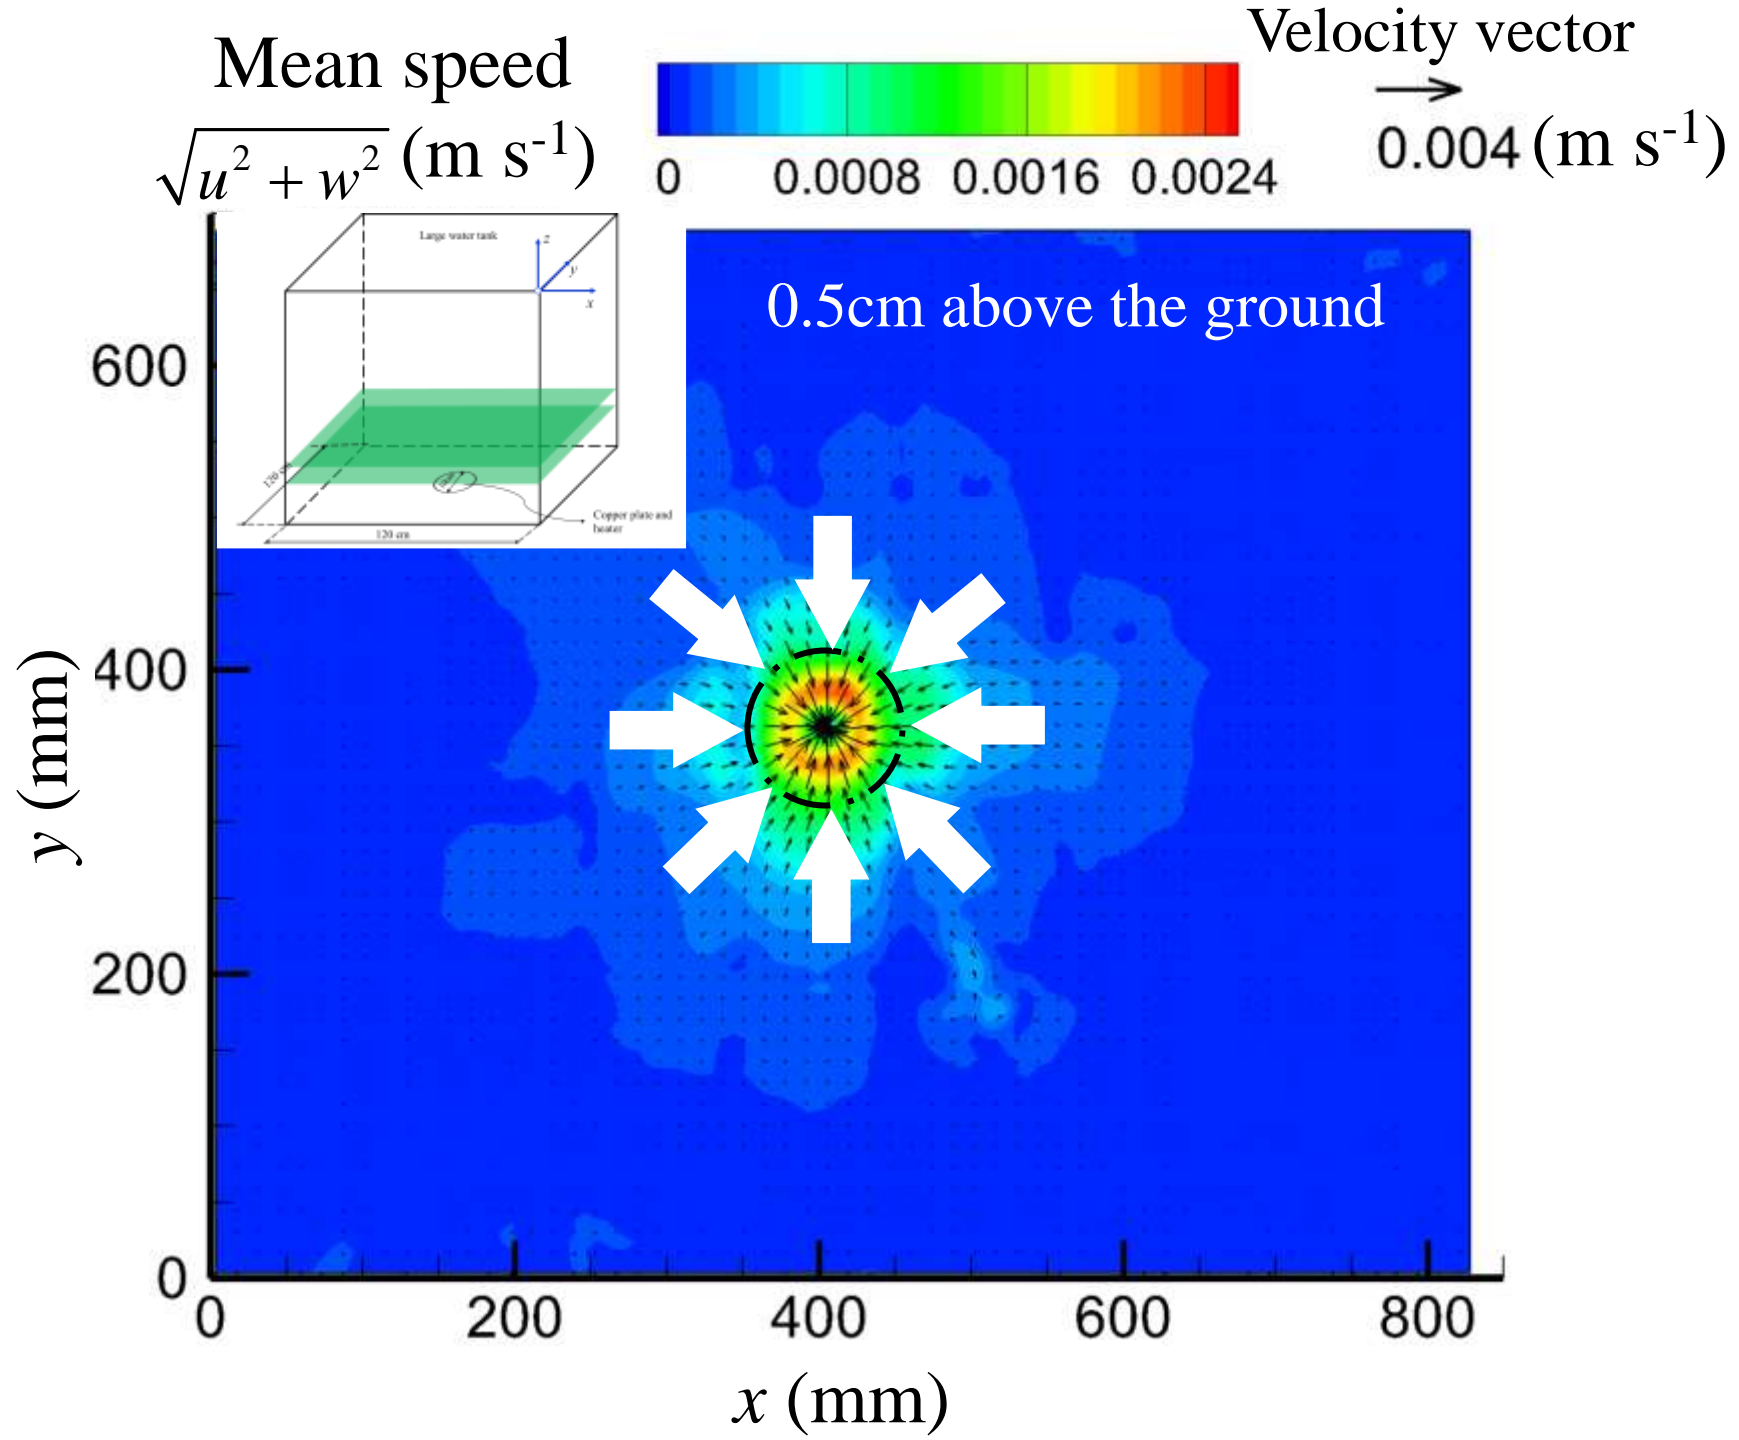 Mean speed
√u² + w² (m s⁻¹)
0 0.0008 0.0016 0.0024
Velocity vector
0.004 (m s⁻¹)
Large water tank
z
y
x
120 cm
120 cm
Copper plate and
heater
0.5cm above the ground
600
400
200
0
y (mm)
0 200 400 600 800
x (mm)